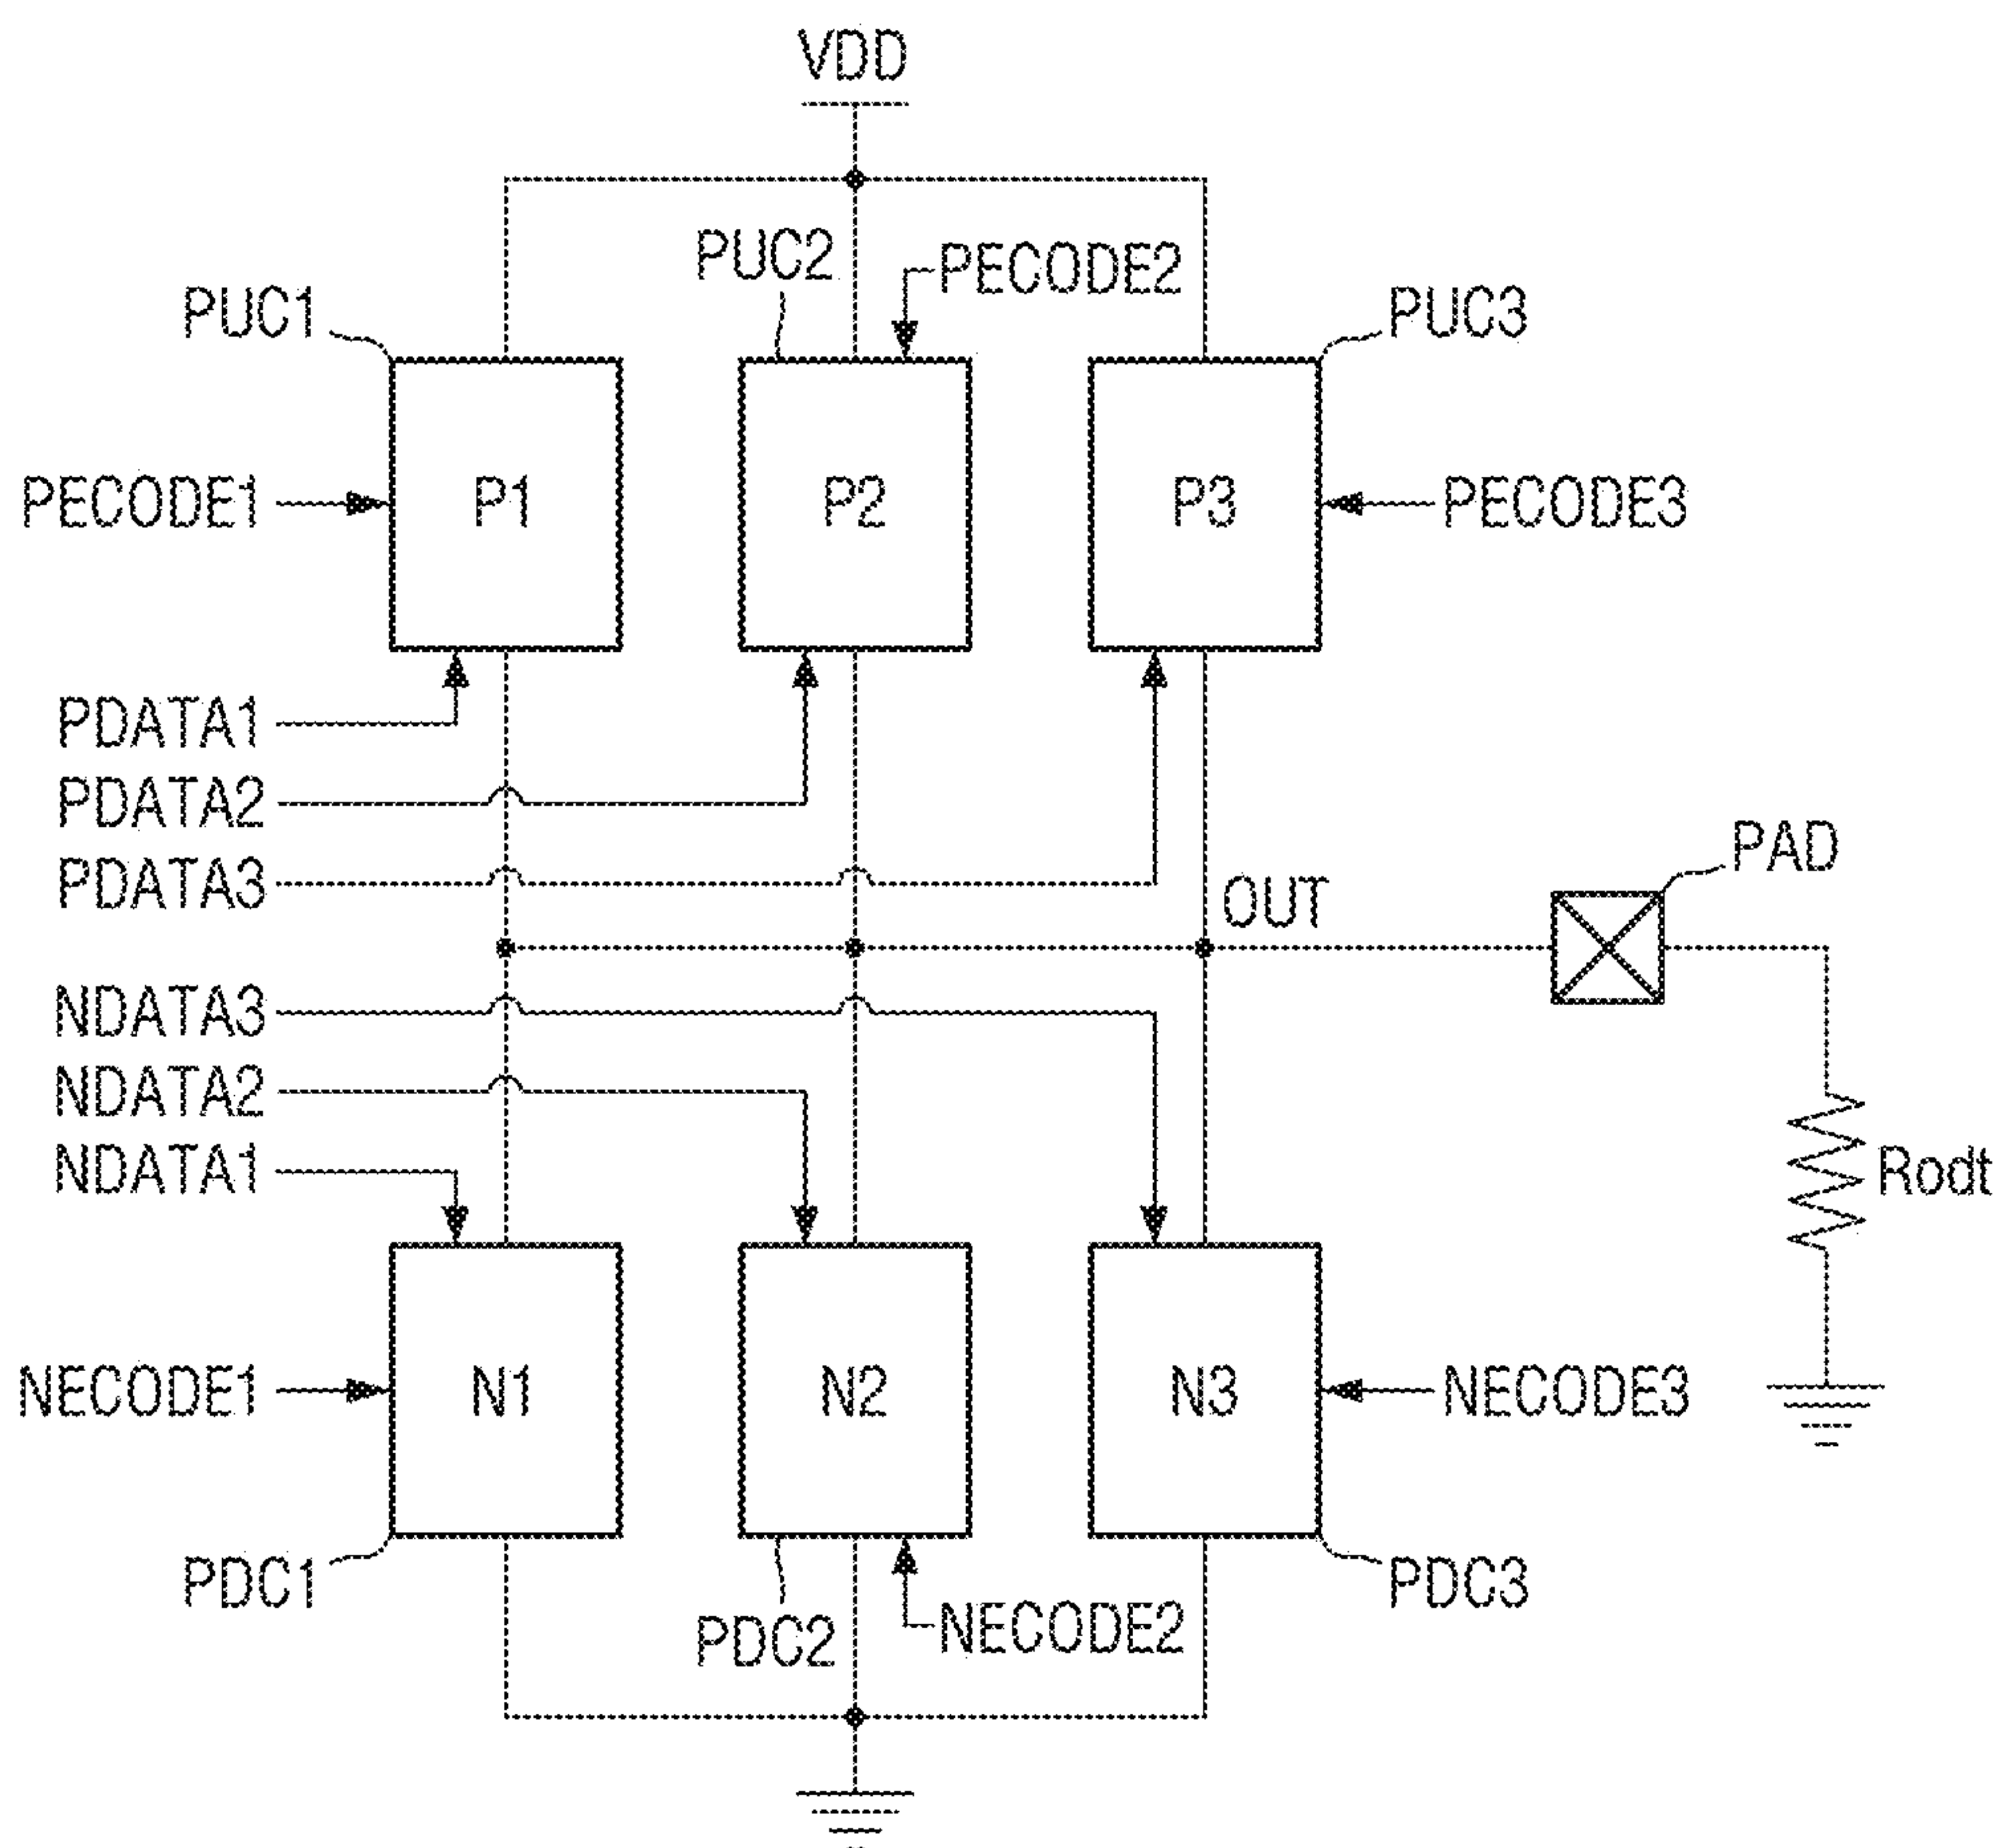 VDD
PUC2
PECODE2
PUC1
PUC3
PECODE1
P1
P2
P3
PECODE3
PDATA1
PDATA2
PDATA3
PAD
OUT
NDATA3
NDATA2
NDATA1
Rodt
NECODE1
N1
N2
N3
NECODE3
PDC1
PDC2
NECODE2
PDC3